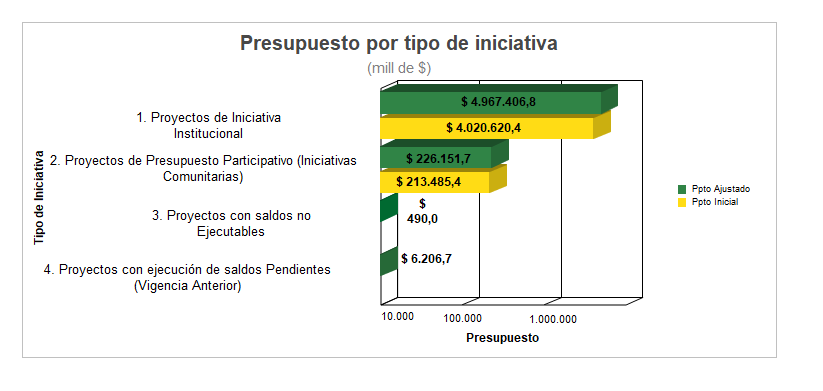 Presupuesto por tipo de iniciativa
(mill de $)
Tipo de Iniciativa
1. Proyectos de Iniciativa
Institucional
$ 4.967.406,8
$ 4.020.620,4
2. Proyectos de Presupuesto Participativo (Iniciativas
Comunitarias)
$ 226.151,7
$ 213.485,4
3. Proyectos con saldos no
Ejecutables
$
490,0
4. Proyectos con ejecución de saldos Pendientes
(Vigencia Anterior)
$ 6.206,7
10.000
100.000
1.000.000
Presupuesto
Ppto Ajustado
Ppto Inicial